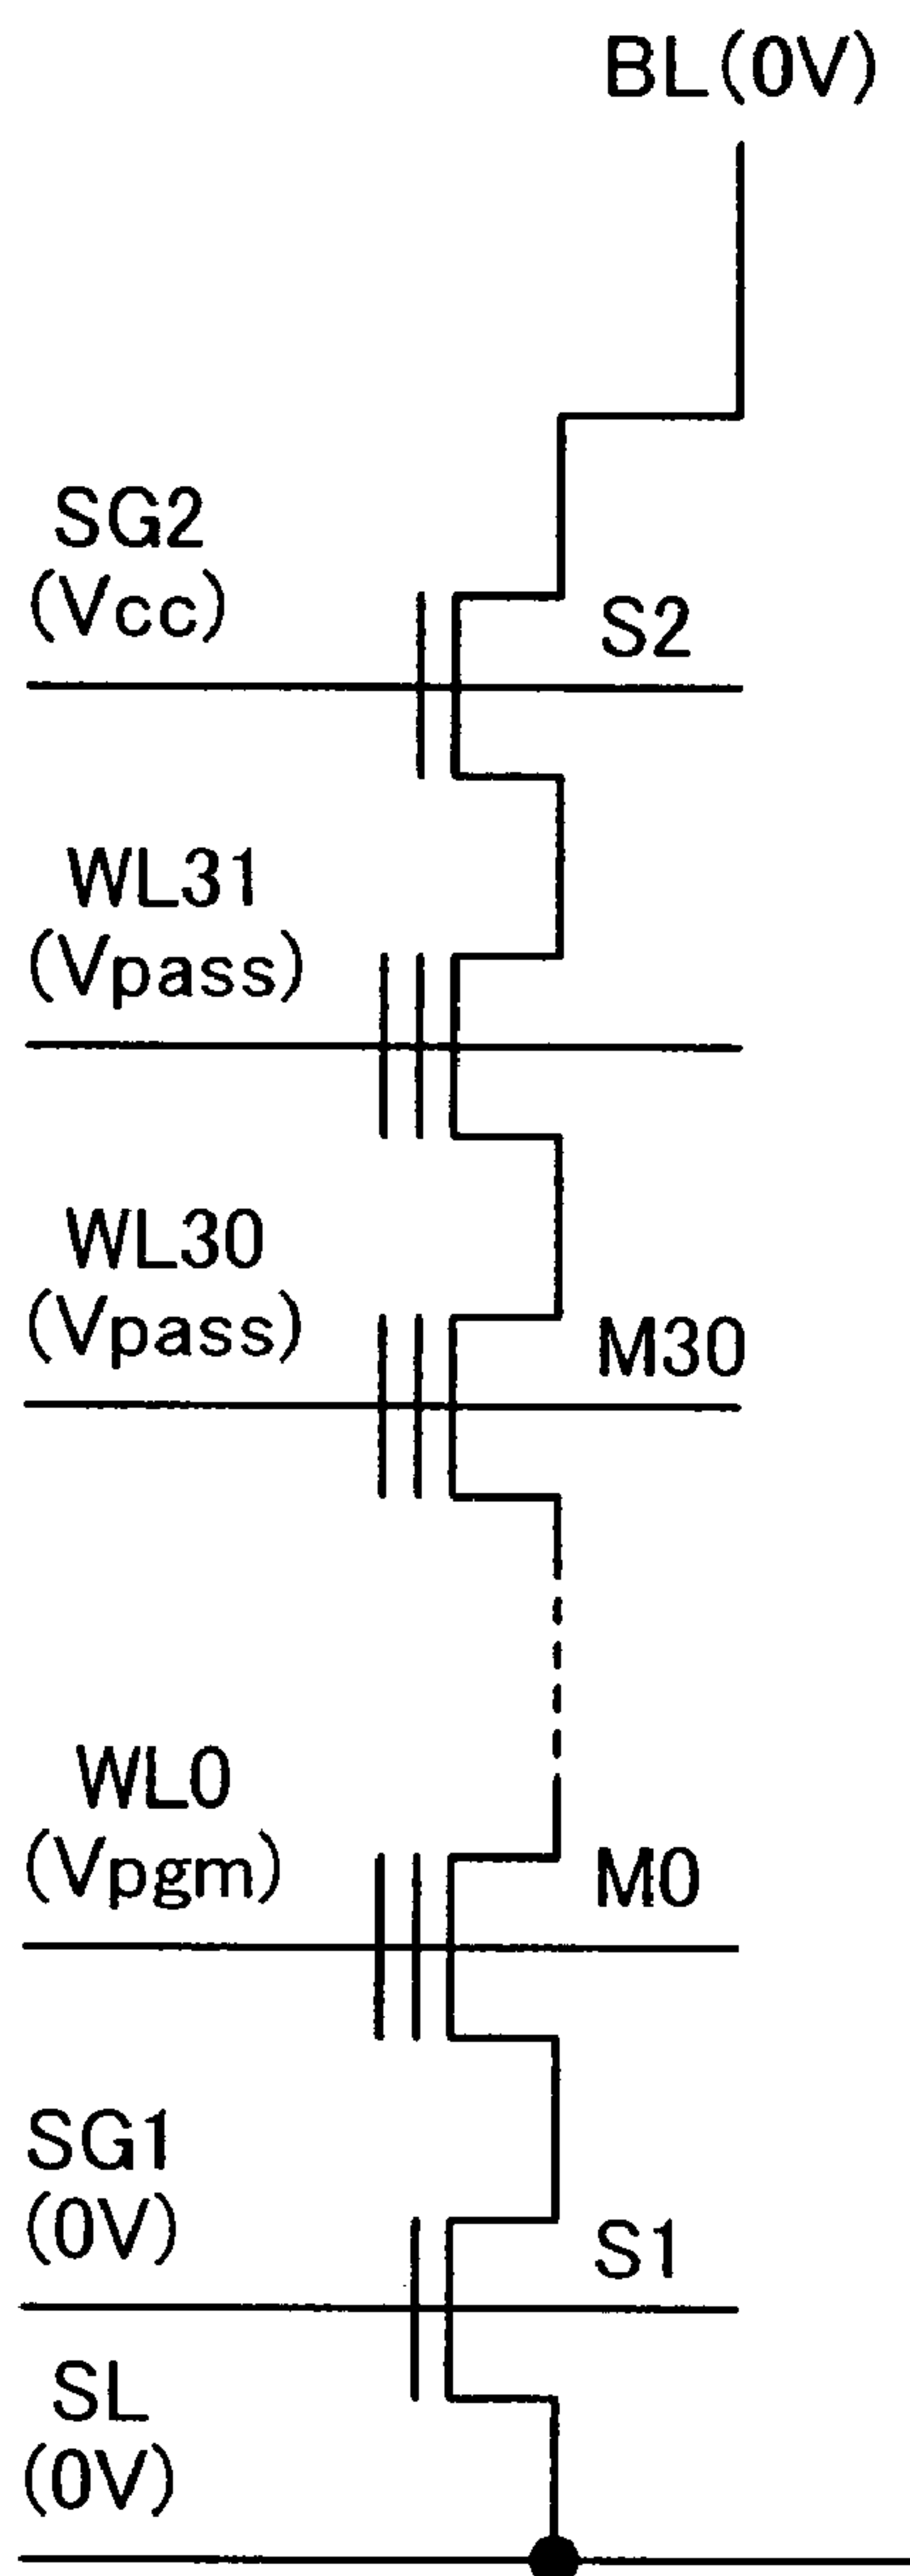 BL(0V)
SG2
(Vcc)
S2
WL31
(Vpass)
WL30
(Vpass)
M30
WL0
(Vpgm)
M0
SG1
(0V)
S1
SL
(0V)